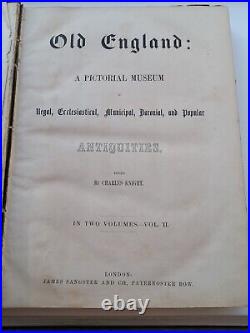 Old England:
A PICTORIAL MUSEUM
OF
Regal, Ecclesiastical, Municipal, Baronial, and Popular
ANTIQUITIES.
EDITED
By CHARLES KNIGHT.
IN TWO VOLUMES.—VOL. II.
LONDON:
JAMES SANGSTER AND CO., PATERNOSTER ROW.